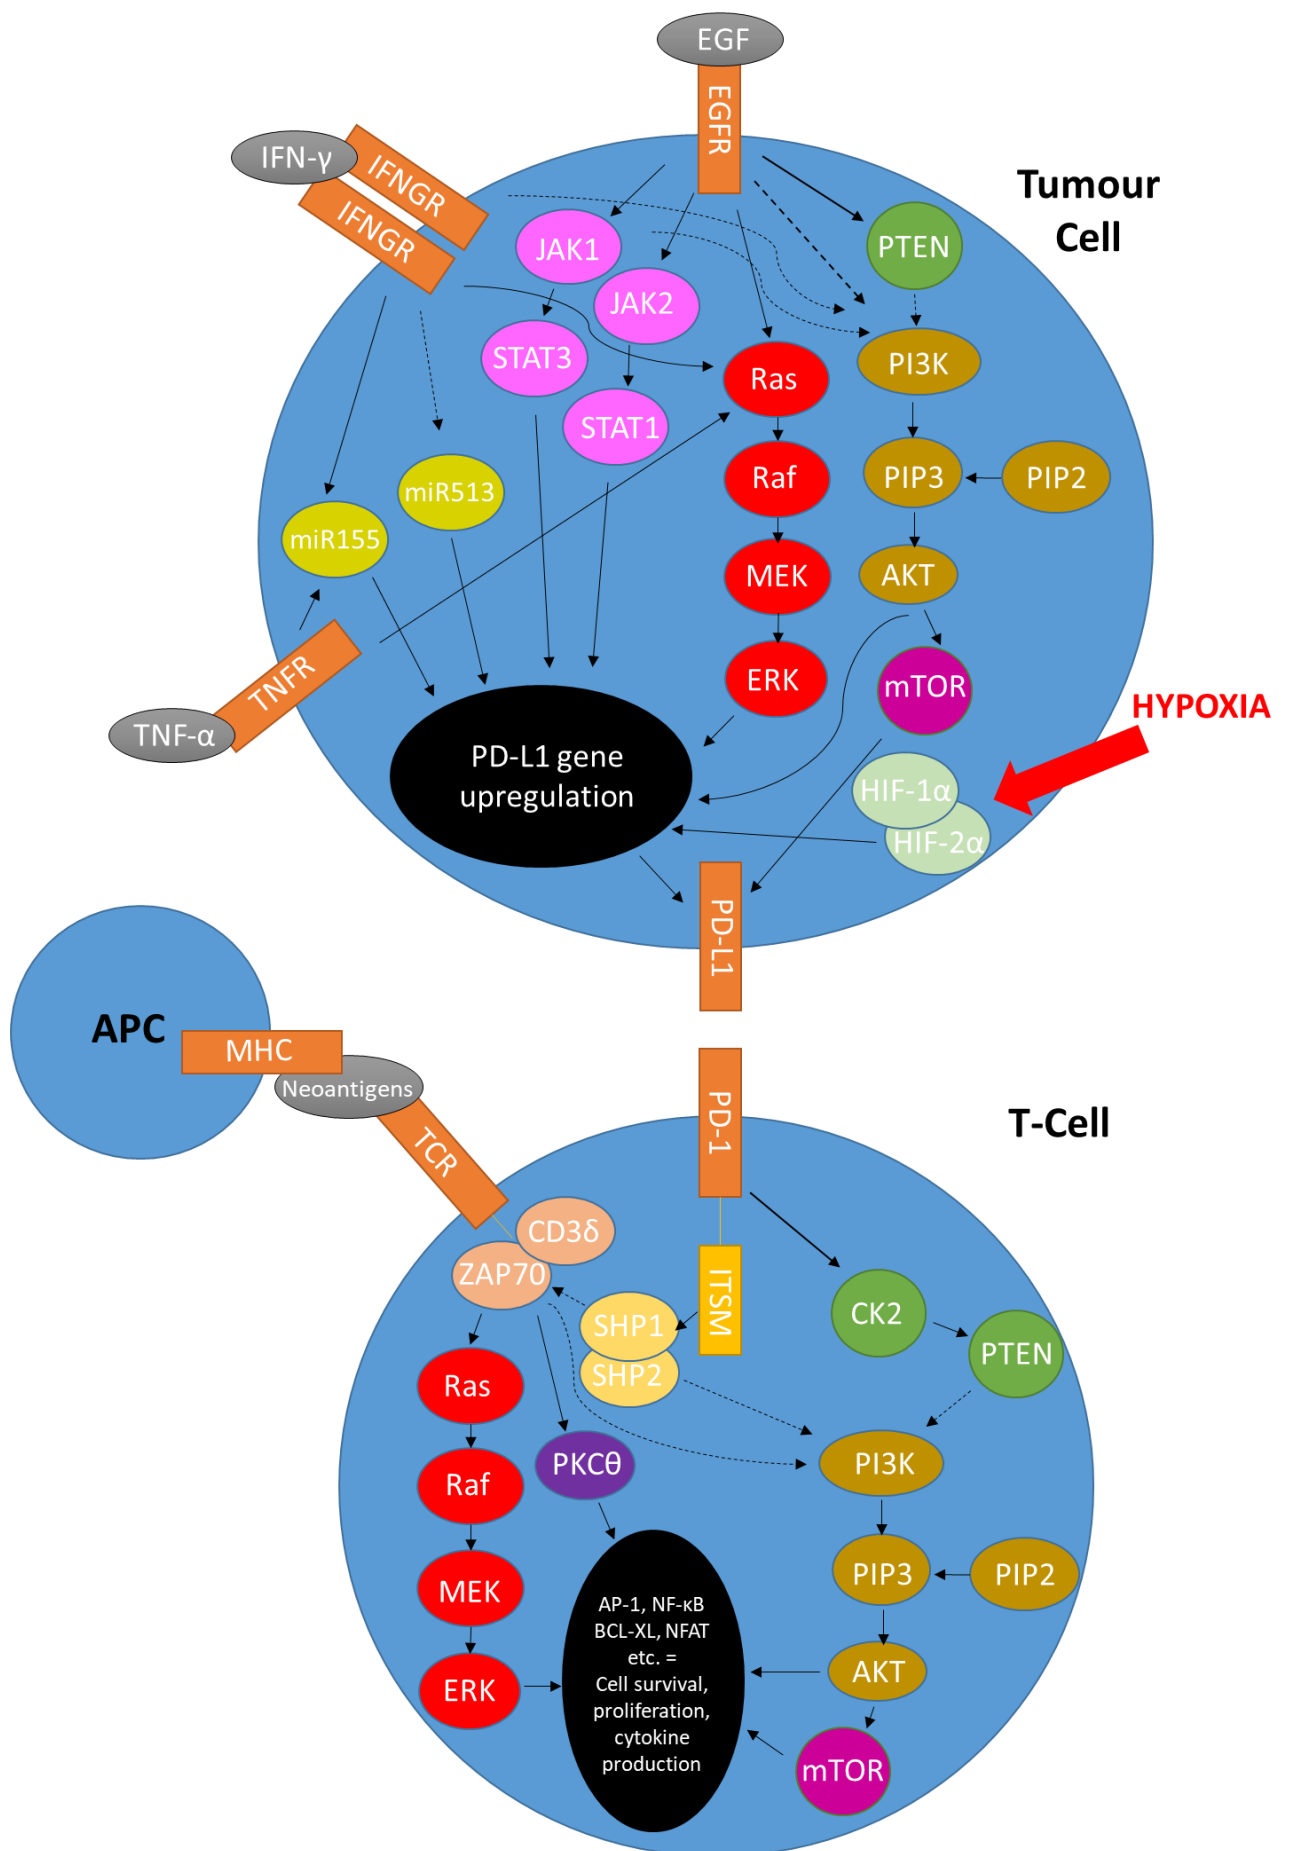 EGF
EGFR
IFN-γ
IFNGR
IFNGR
Tumour
Cell
JAK1
PTEN
JAK2
STAT3
PI3K
Ras
STAT1
miR513
Raf
PIP3
PIP2
miR155
MEK
AKT
TNFR
ERK
mTOR
HYPOXIA
TNF-α
PD-L1 gene
upregulation
HIF-1α
HIF-2α
PD-L1
APC
MHC
Neoantigens
TCR
PD-1
T-Cell
CD3δ
ZAP70
ITSM
SHP1
SHP2
CK2
PTEN
Ras
PKCθ
PI3K
Raf
PIP3
PIP2
MEK
AP-1, NF-κB
BCL-XL, NFAT
etc. =
Cell survival,
proliferation,
cytokine
production
AKT
ERK
mTOR